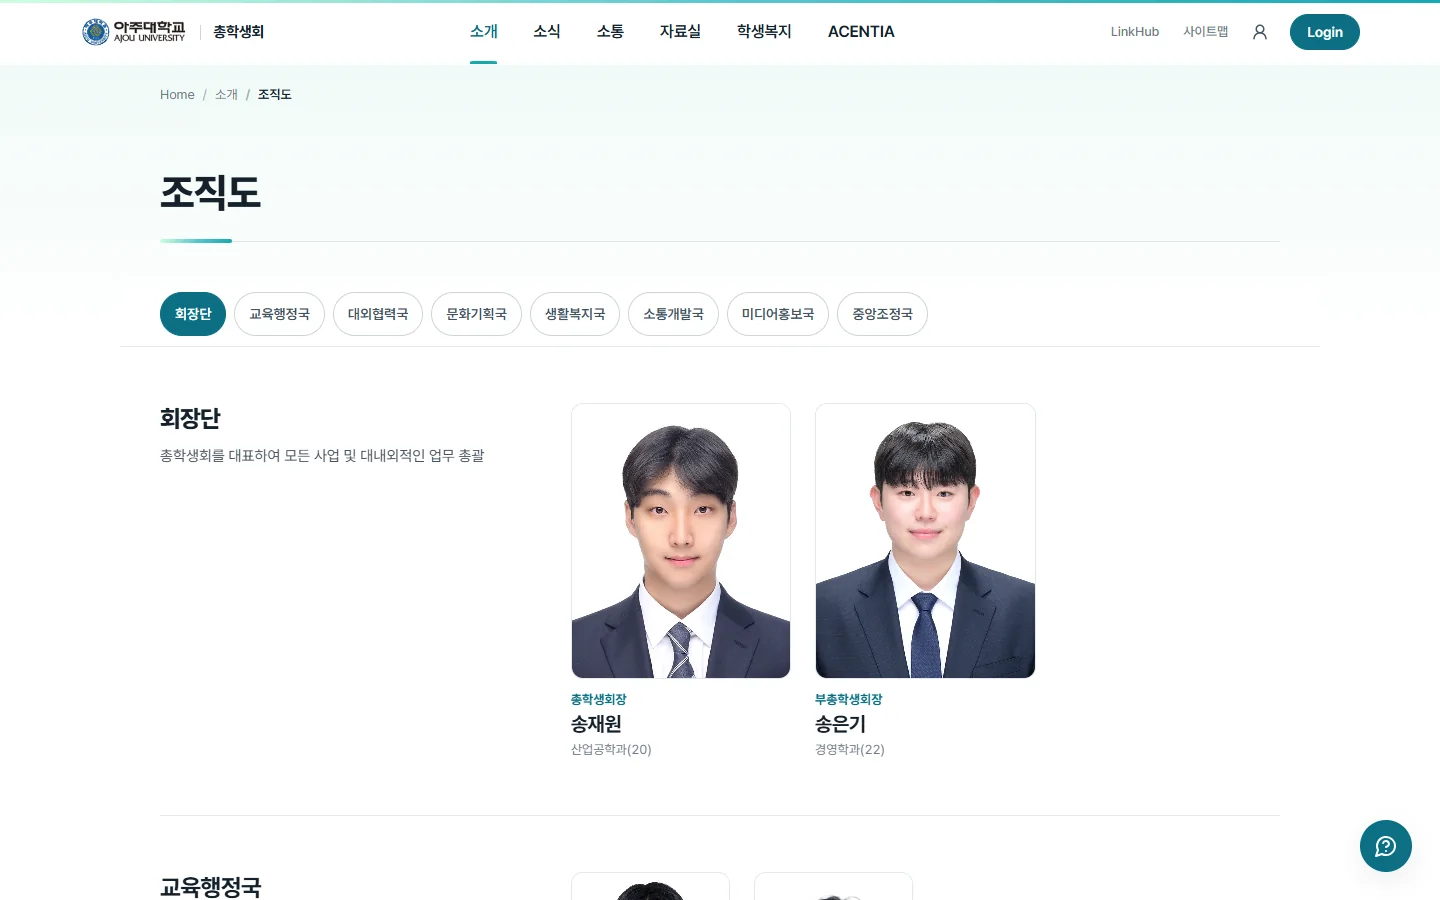 아주대학교
AJOU UNIVERSITY
총학생회
소개
소식
소통
자료실
학생복지
ACENTIA
LinkHub
사이트맵
Login
Home / 소개 / 조직도
조직도
회장단
교육행정국
대외협력국
문화기획국
생활복지국
소통개발국
미디어홍보국
중앙조정국
회장단
총학생회를 대표하여 모든 사업 및 대내외적인 업무 총괄
총학생회장
송재원
산업공학과(20)
부총학생회장
송은기
경영학과(22)
교육행정국